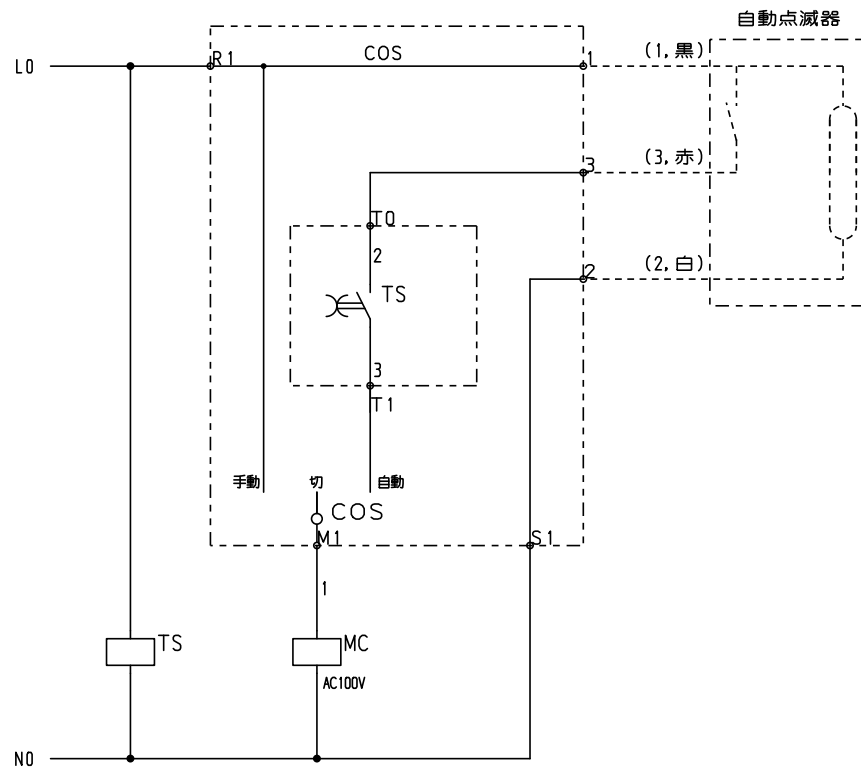 自動点滅器
R1
COS
1
(1,黒)
L0
3
(3,赤)
T0
2
2
(2,白)
TS
3
T1
手動
切
自動
COS
M1
S1
1
TS
MC
AC100V
N0